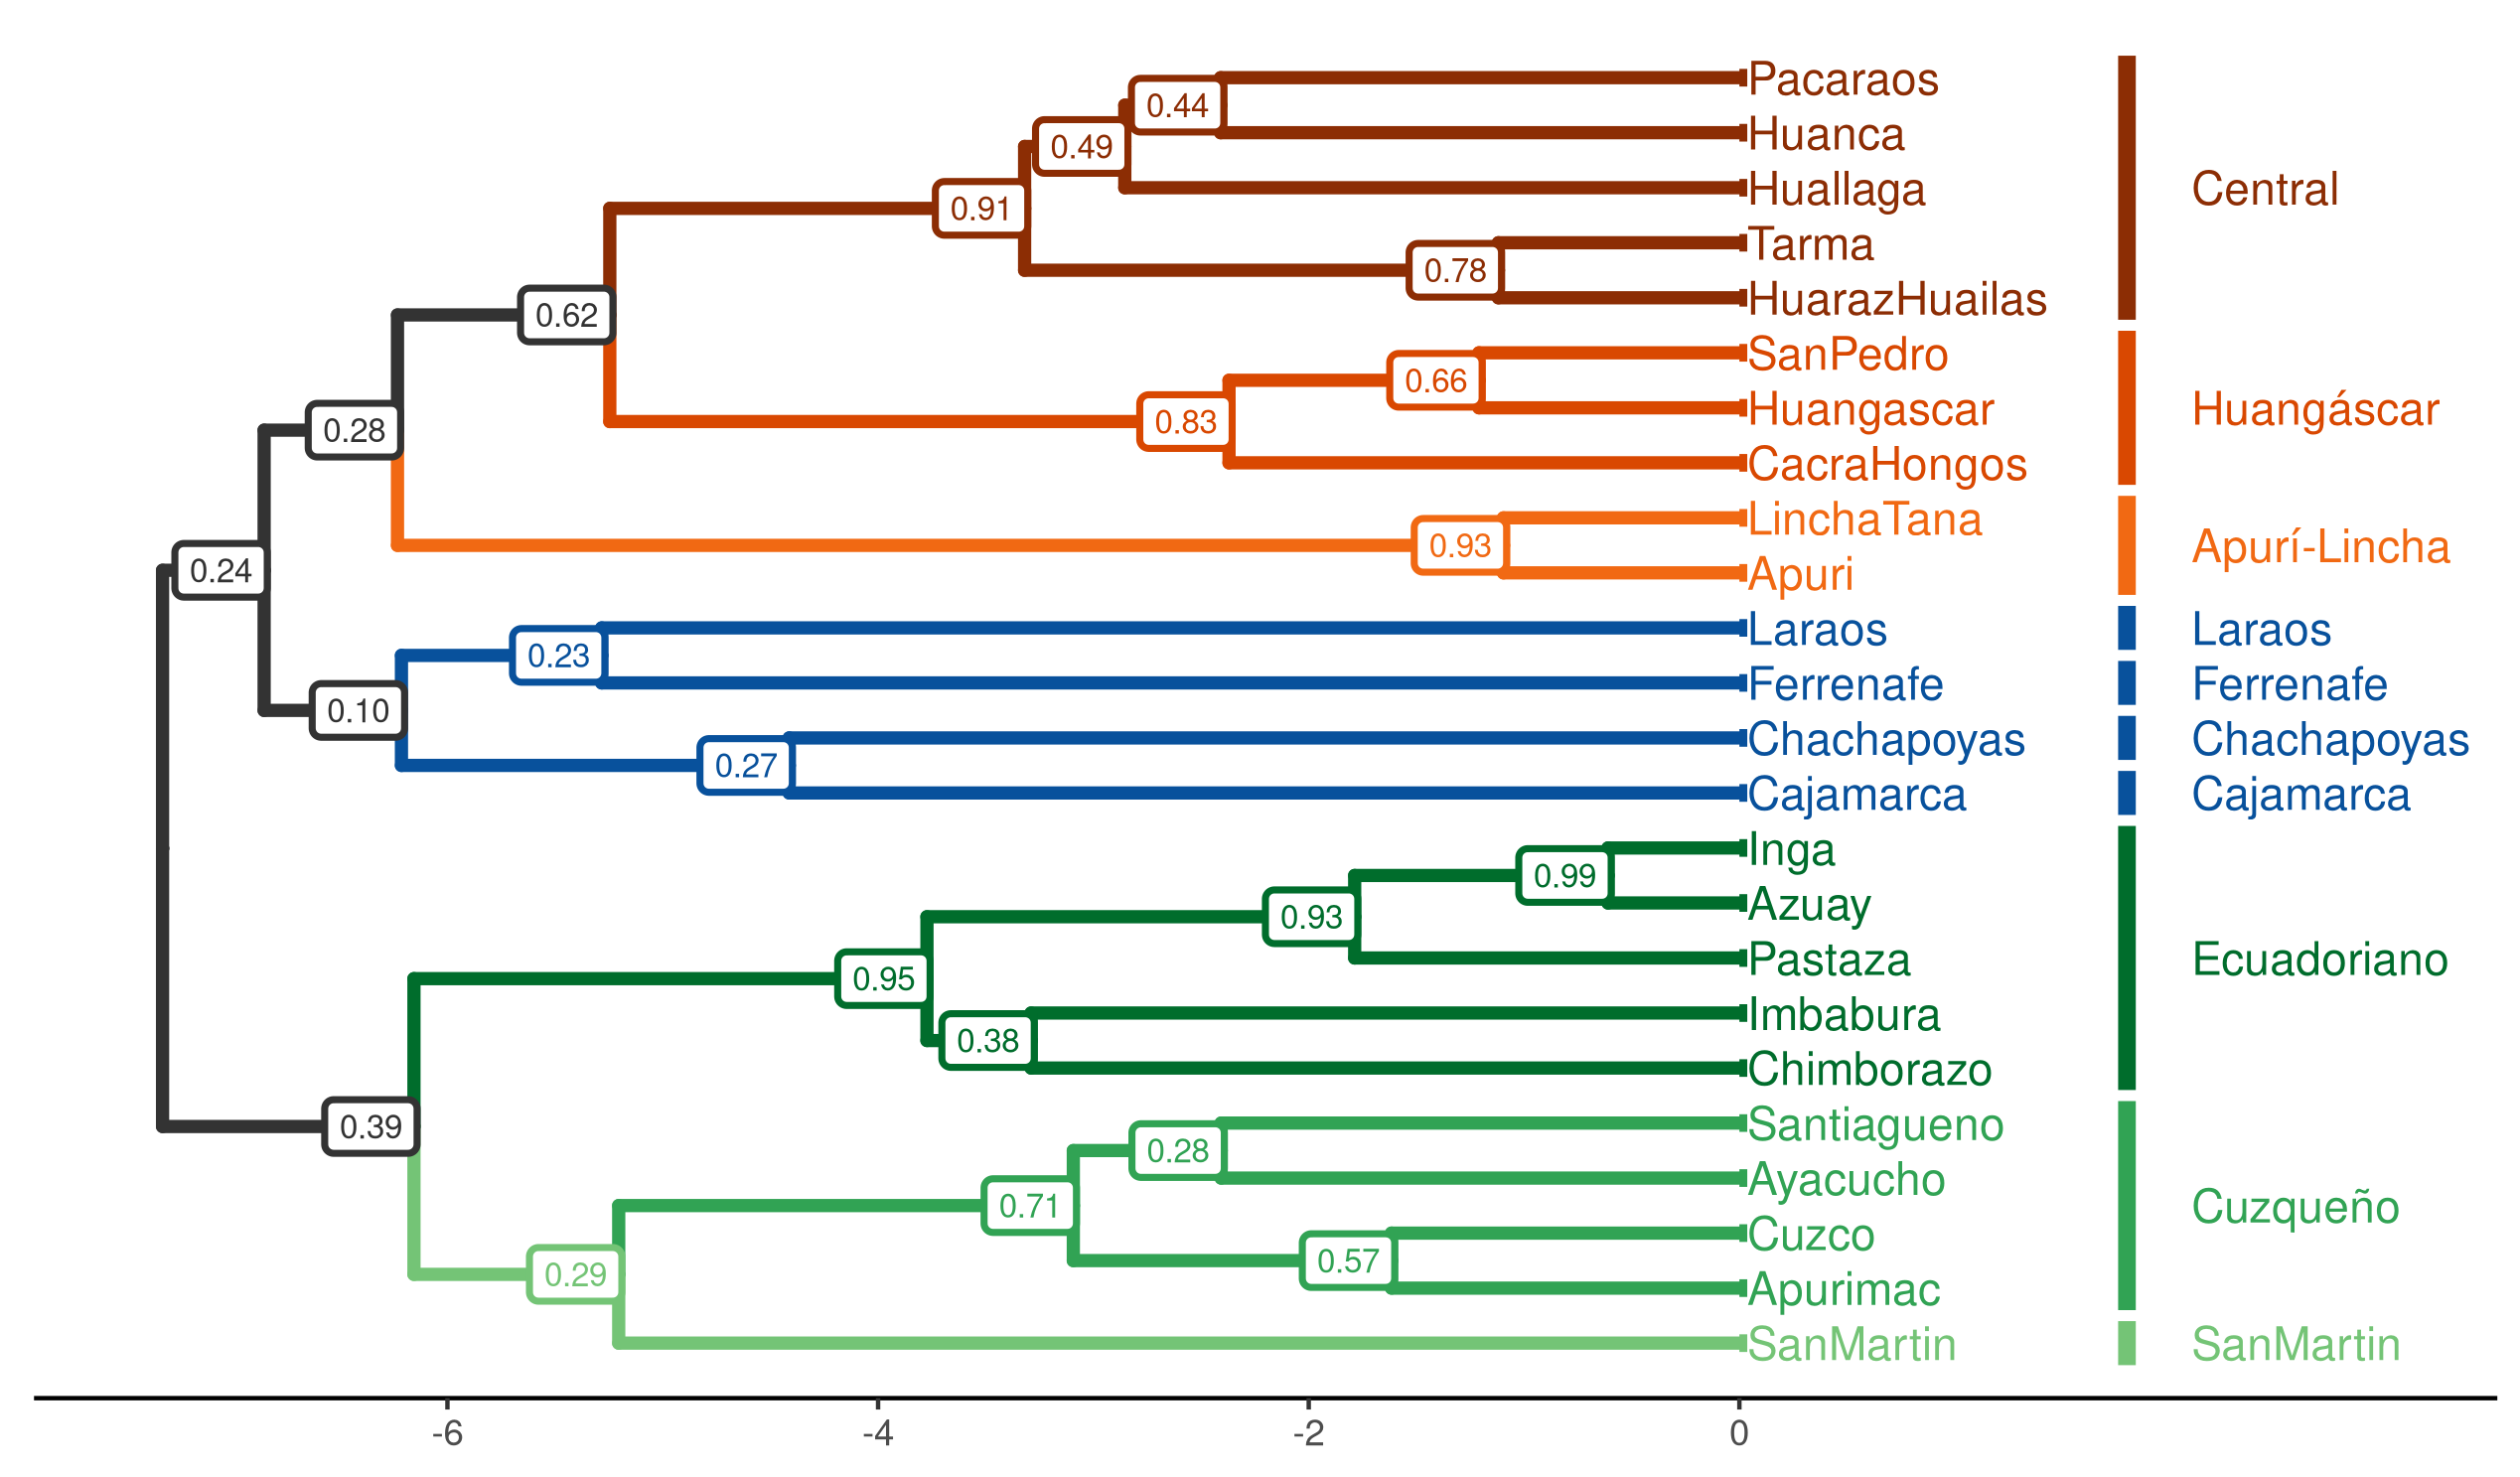 Pacaraos
0.44
Huanca
0.49
Huallaga
Central
0.91
Tarma
0.78
HuarazHuailas
0.62
SanPedro
0.66
Huangascar
Huangáscar
0.83
0.28
CacraHongos
LinchaTana
0.93
Apurí-Lincha
0.24
Apuri
Laraos
Laraos
0.23
Ferrenafe
Ferrenafe
0.10
Chachapoyas
Chachapoyas
0.27
Cajamarca
Cajamarca
Inga
0.99
Azuay
0.93
Pastaza
Ecuadoriano
0.95
Imbabura
0.38
Chimborazo
0.39
Santiagueno
0.28
Ayacucho
0.71
Cuzqueño
Cuzco
0.57
0.29
Apurimac
SanMartin
SanMartin
-6 -4 -2 0